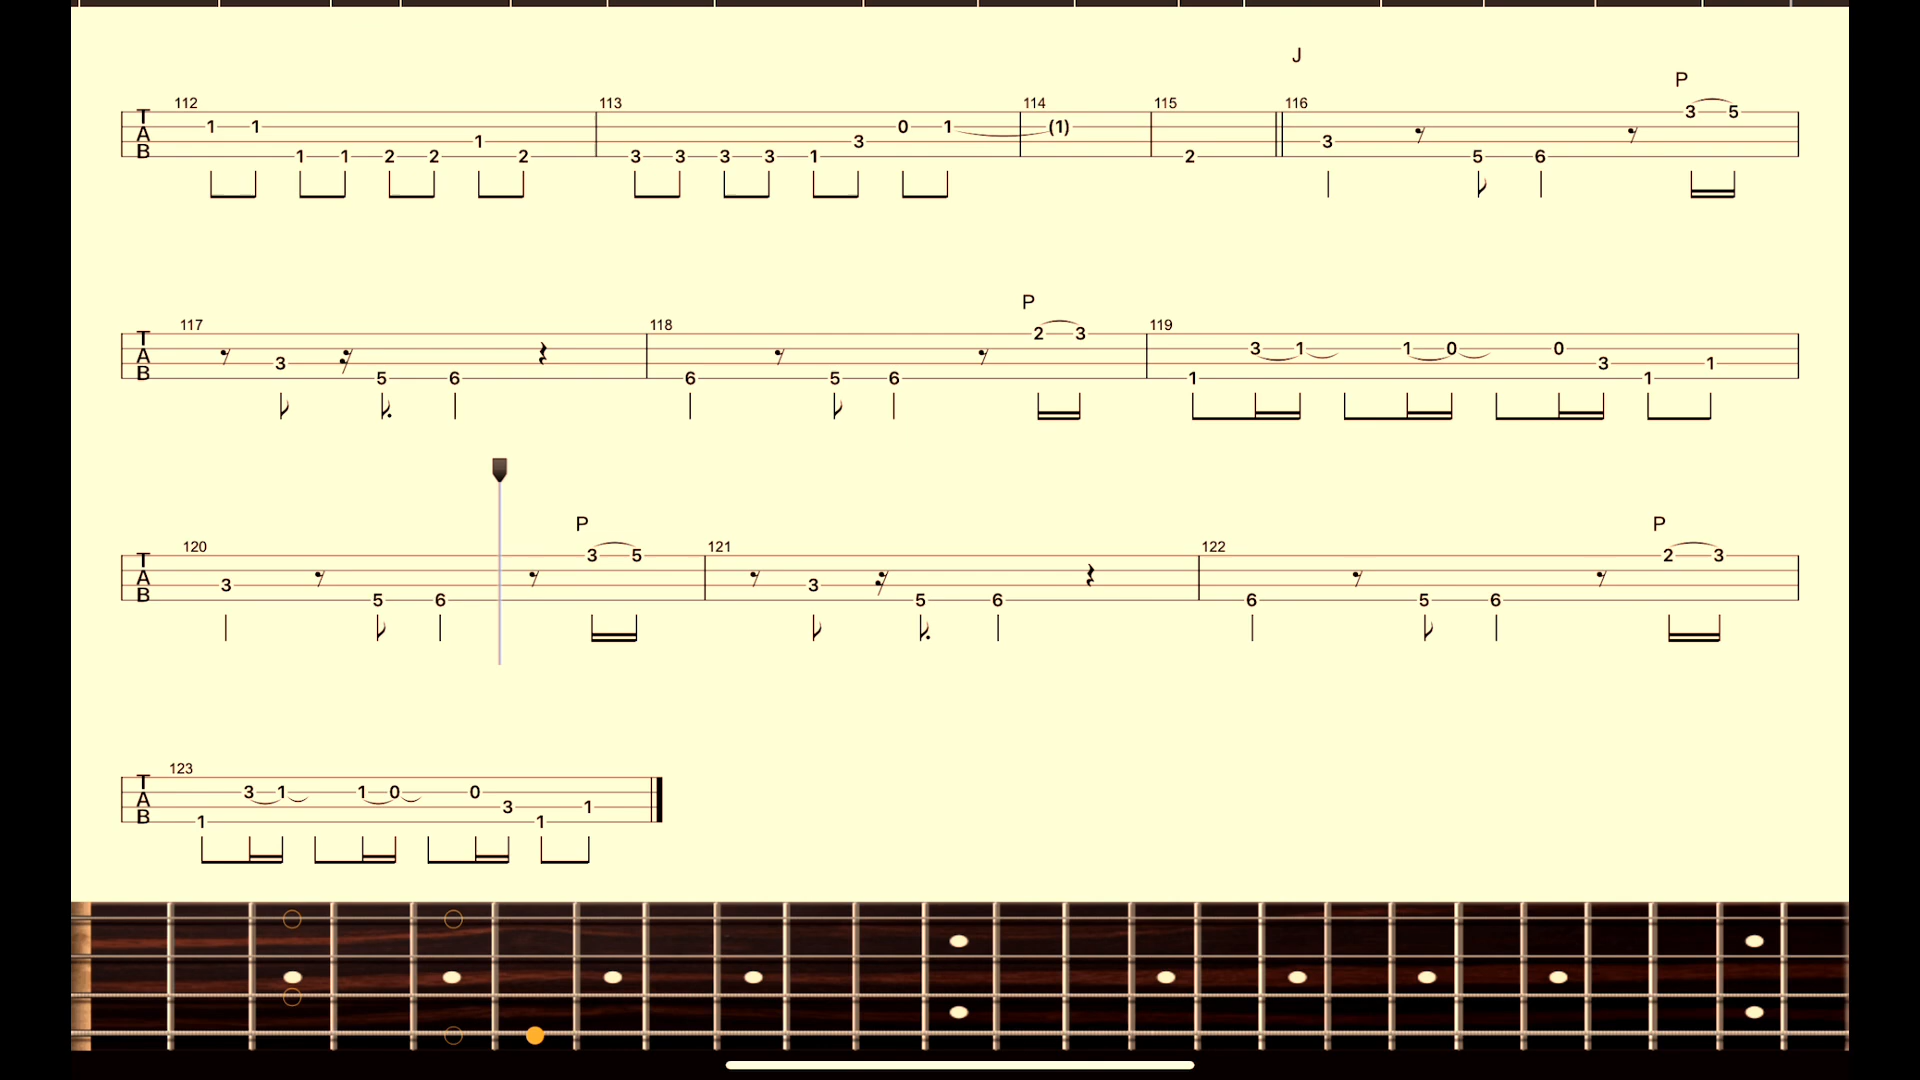 J
P
112 113 114 115 116
T
A
B
3 5
1 1 0 1 (1)
1 3 3
1 1 2 2 2 3 3 3 3 1 2 5 6
P
117 118 119
T
A
B
2 3
3 1 1 0 0
3 3 1
5 6 6 5 6 1 1
P P
120 121 122
T
A
B
3 5 2 3
3 3
5 6 5 6 6 5 6
123
T
A
B
3 1 1 0 0
3 1
1 1